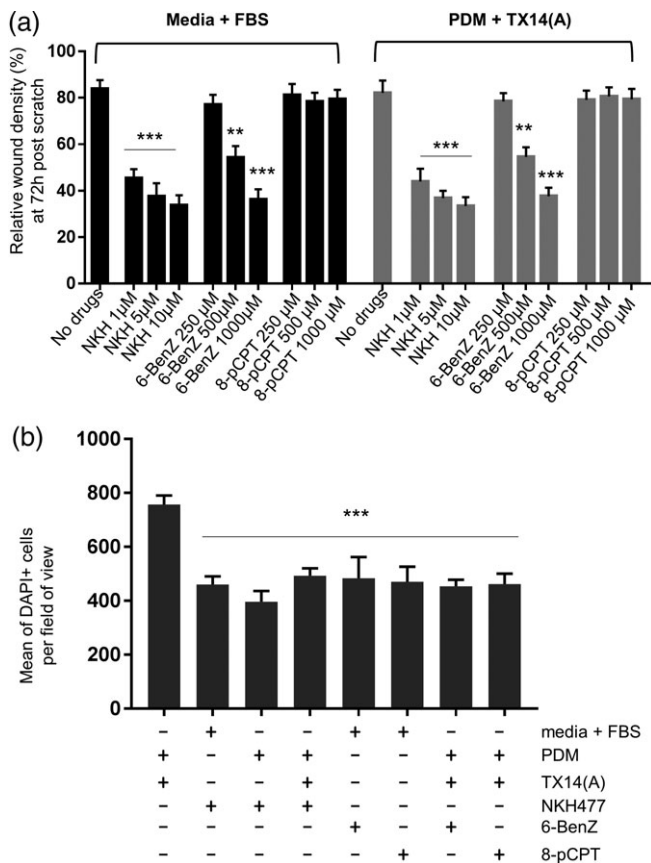 (a)
Media + FBS
PDM + TX14(A)
Relative wound density (%)
at 72h post scratch
100
80
60
40
20
0
***
**
***
***
**
***
No drugs
NKH 1µM
NKH 5µM
NKH 10µM
6-BenZ 250 µM
6-BenZ 500µM
6-BenZ 1000µM
8-pCPT 250 µM
8-pCPT 500 µM
8-pCPT 1000 µM
No drugs
NKH 1µM
NKH 5µM
NKH 10µM
6-BenZ 250 µM
6-BenZ 500µM
6-BenZ 1000µM
8-pCPT 250 µM
8-pCPT 500 µM
8-pCPT 1000 µM
(b)
Mean of DAPI+ cells
per field of view
1000
800
600
400
200
0
***
– + – – + + – – media + FBS
+ – + + – – + + PDM
+ – – + – – + + TX14(A)
– + + + – – – – NKH477
– – – – + – + – 6-BenZ
– – – – – + – + 8-pCPT